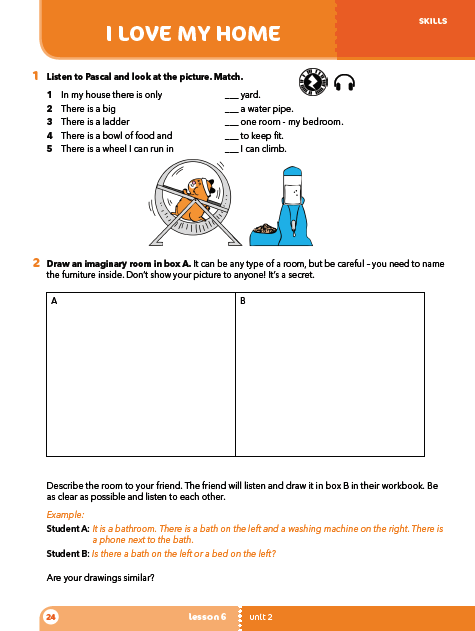 I LOVE MY HOME
SKILLS
1 Listen to Pascal and look at the picture. Match.
1 In my house there is only ___ yard.
2 There is a big ___ a water pipe.
3 There is a ladder ___ one room - my bedroom.
4 There is a bowl of food and ___ to keep fit.
5 There is a wheel I can run in ___ I can climb.
2 Draw an imaginary room in box A. It can be any type of a room, but be careful – you need to name
the furniture inside. Don't show your picture to anyone! It's a secret.
A B
Describe the room to your friend. The friend will listen and draw it in box B in their workbook. Be
as clear as possible and listen to each other.
Example:
Student A: It is a bathroom. There is a bath on the left and a washing machine on the right. There is
a phone next to the bath.
Student B: Is there a bath on the left or a bed on the left?
Are your drawings similar?
24 lesson 6 unit 2